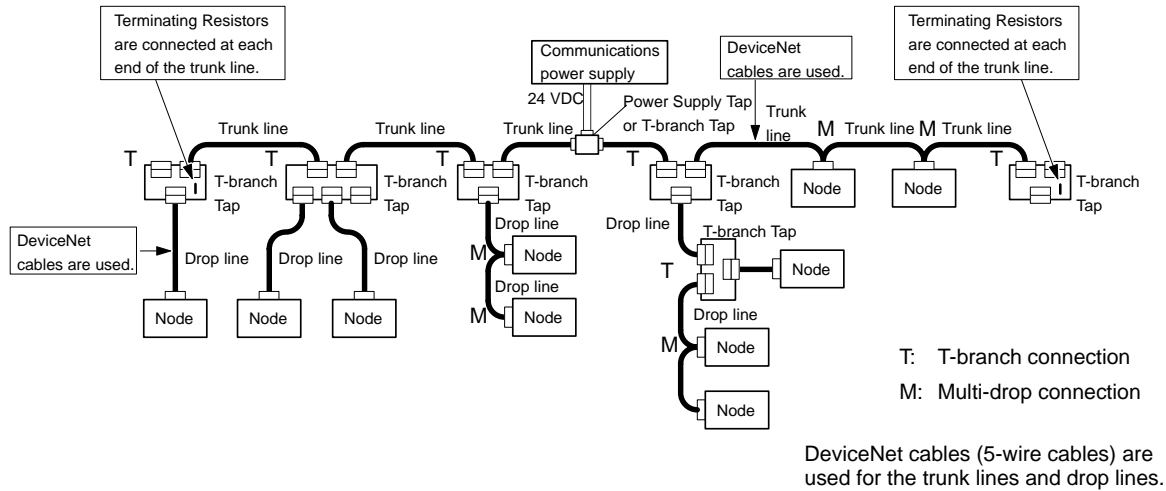 Terminating Resistors
are connected at each
end of the trunk line.
Communications
power supply
DeviceNet
cables are used.
Terminating Resistors
are connected at each
end of the trunk line.
24 VDC
Power Supply Tap
or T-branch Tap
Trunk line
Trunk line
Trunk line
Trunk
line
M
Trunk line
M
Trunk line
T
T
T
T
T
T-branch
Tap
T-branch
Tap
T-branch
Tap
T-branch
Tap
Node
Node
DeviceNet
cables are used.
Drop line
Drop line
Drop line
Drop line
M
Node
Drop line
M
Node
Drop line
T-branch Tap
T
Node
Drop line
M
Node
Node
Node
Node
Node
T: T-branch connection
M: Multi-drop connection
DeviceNet cables (5-wire cables) are
used for the trunk lines and drop lines.